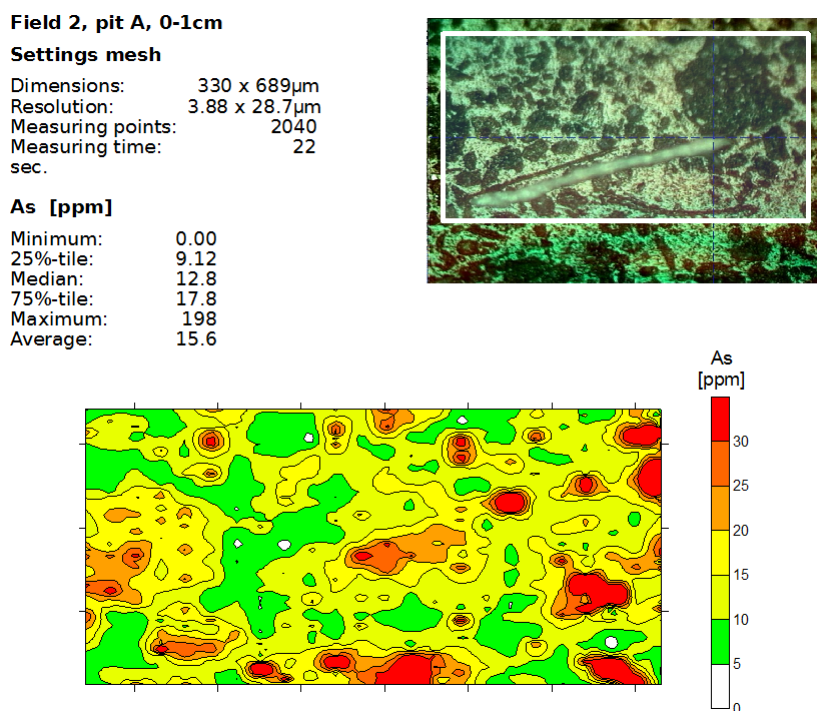 Field 2, pit A, 0-1cm
Settings mesh
Dimensions: 330 x 689µm
Resolution: 3.88 x 28.7µm
Measuring points: 2040
Measuring time: 22
sec.
As [ppm]
Minimum: 0.00
25%-tile: 9.12
Median: 12.8
75%-tile: 17.8
Maximum: 198
Average: 15.6
As
[ppm]
30
25
20
15
10
5
0